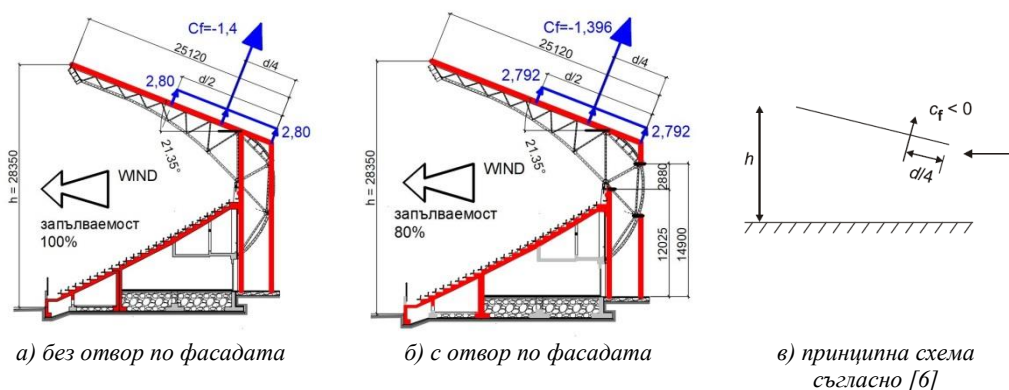 Cf=-1,4
25120
d/4
d/2
2,80
2,80
21.35°
h = 28350
WIND
запълваемост
100%
Cf=-1,396
25120
d/4
d/2
2,792
2,792
21.35°
h = 28350
WIND
запълваемост
80%
2880
12025
14900
cf < 0
h
d/4
а) без отвор по фасадата
б) с отвор по фасадата
в) принципна схема
съгласно [6]